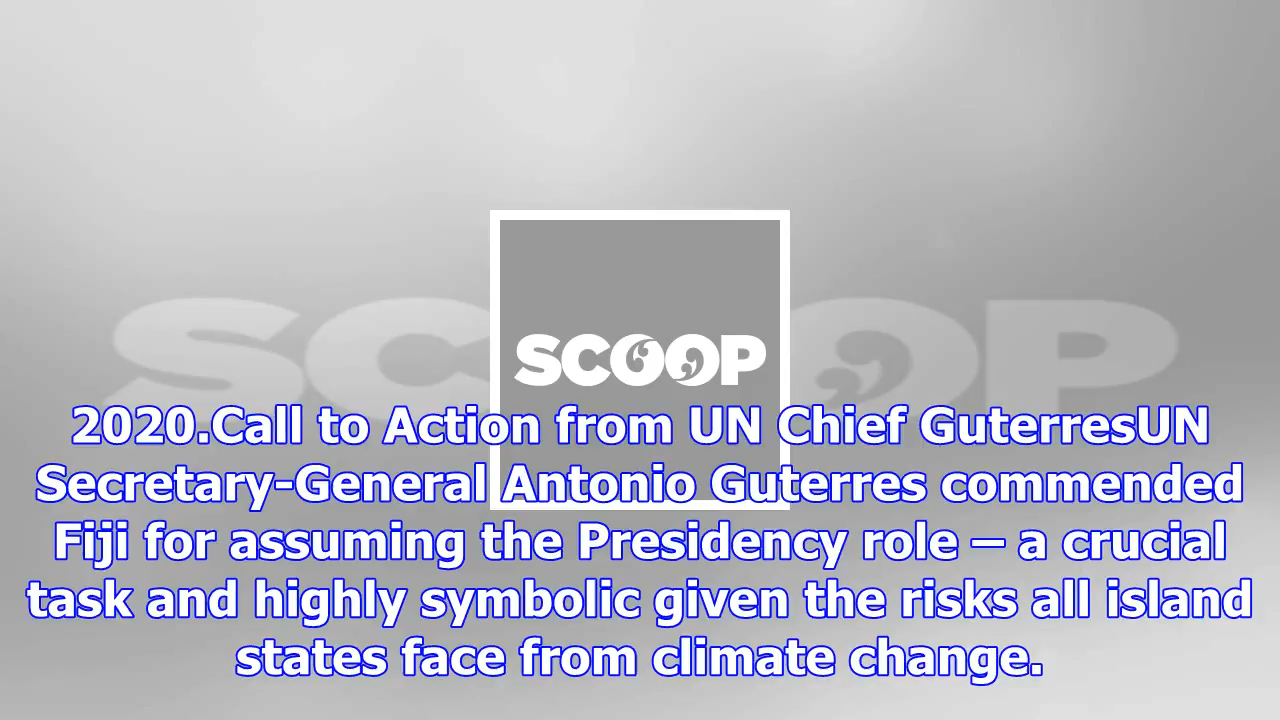 SCOOP
SCOOP
2020.Call to Action from UN Chief GuterresUN
Secretary-General Antonio Guterres commended
Fiji for assuming the Presidency role – a crucial
task and highly symbolic given the risks all island
states face from climate change.